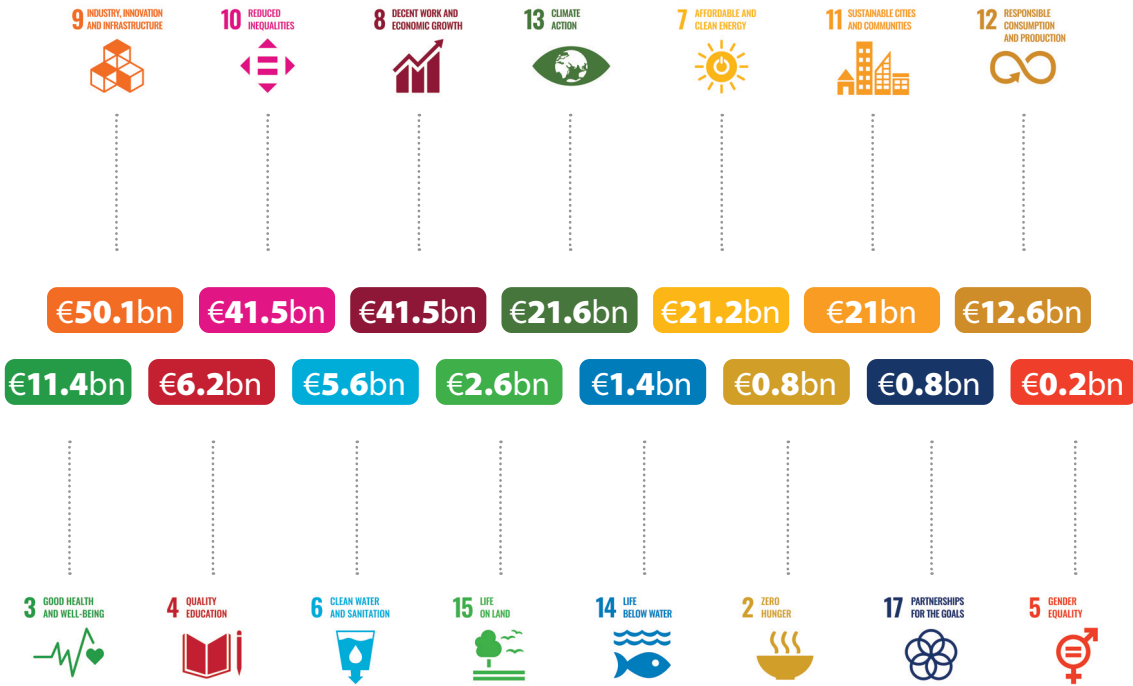 9 INDUSTRY, INNOVATION
AND INFRASTRUCTURE
10 REDUCED
INEQUALITIES
8 DECENT WORK AND
ECONOMIC GROWTH
13 CLIMATE
ACTION
7 AFFORDABLE AND
CLEAN ENERGY
11 SUSTAINABLE CITIES
AND COMMUNITIES
12 RESPONSIBLE
CONSUMPTION
AND PRODUCTION
€50.1bn
€41.5bn
€41.5bn
€21.6bn
€21.2bn
€21bn
€12.6bn
€11.4bn
€6.2bn
€5.6bn
€2.6bn
€1.4bn
€0.8bn
€0.8bn
€0.2bn
3 GOOD HEALTH
AND WELL-BEING
4 QUALITY
EDUCATION
6 CLEAN WATER
AND SANITATION
15 LIFE
ON LAND
14 LIFE
BELOW WATER
2 ZERO
HUNGER
17 PARTNERSHIPS
FOR THE GOALS
5 GENDER
EQUALITY